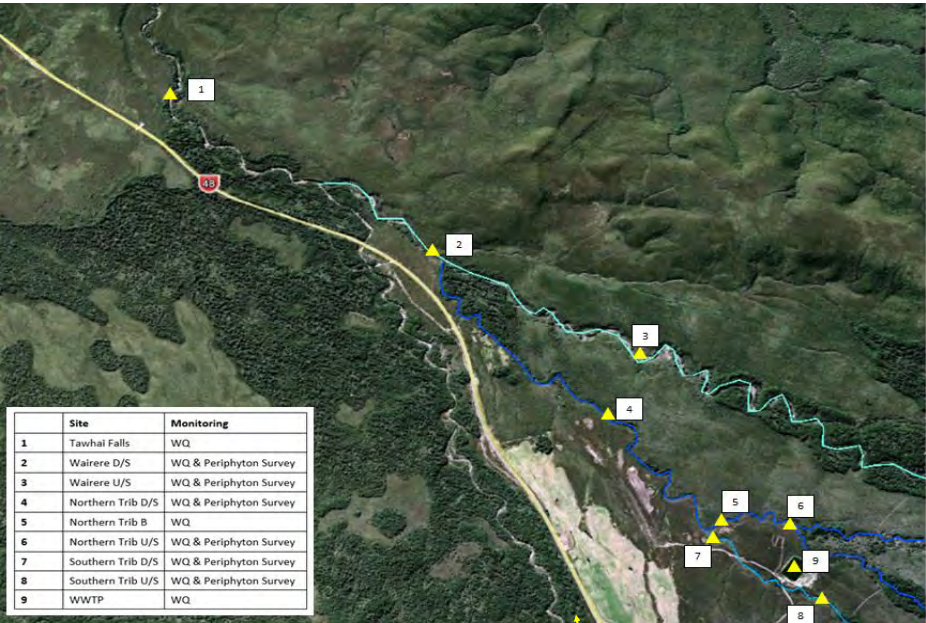 1
48
2
3
4
5
6
7
9
8
Site Monitoring
1 Tawhai Falls WQ
2 Wairere D/S WQ & Periphyton Survey
3 Wairere U/S WQ & Periphyton Survey
4 Northern Trib D/S WQ & Periphyton Survey
5 Northern Trib B WQ
6 Northern Trib U/S WQ & Periphyton Survey
7 Southern Trib D/S WQ & Periphyton Survey
8 Southern Trib U/S WQ & Periphyton Survey
9 WWTP WQ